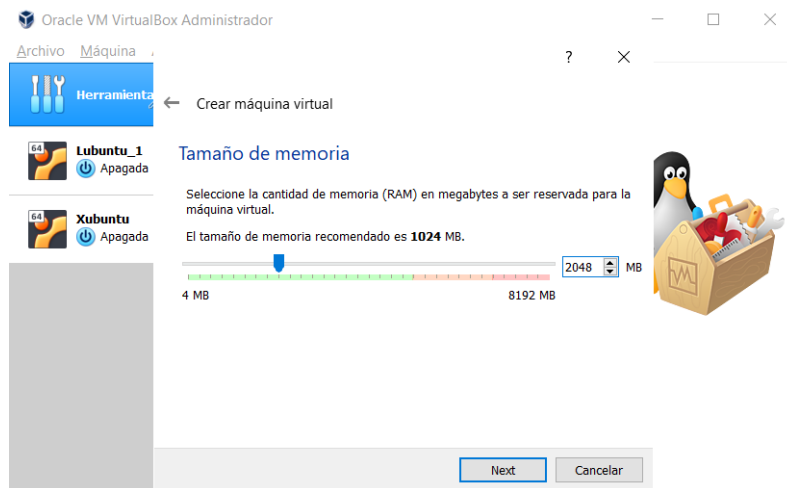 Oracle VM VirtualBox Administrador
Archivo Máquina
?
Herramienta
Crear máquina virtual
64
Lubuntu_1
Apagada
Tamaño de memoria
Seleccione la cantidad de memoria (RAM) en megabytes a ser reservada para la
máquina virtual.
64
Xubuntu
Apagada
El tamaño de memoria recomendado es 1024 MB.
2048 MB
4 MB 8192 MB
Next Cancelar